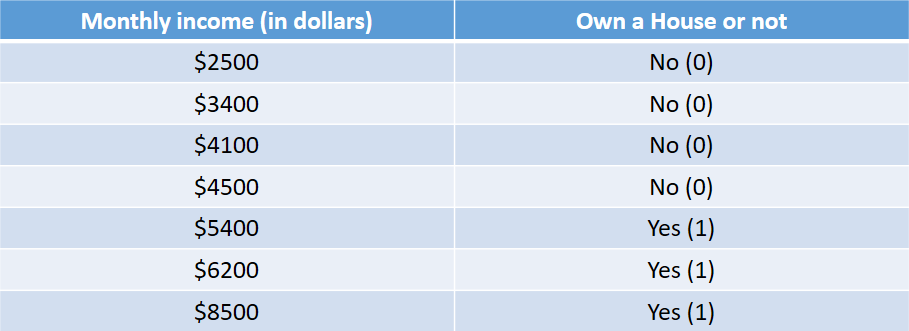 Monthly income (in dollars) Own a House or not
$2500 No (0)
$3400 No (0)
$4100 No (0)
$4500 No (0)
$5400 Yes (1)
$6200 Yes (1)
$8500 Yes (1)